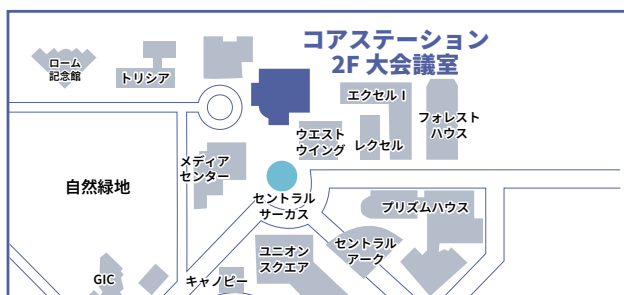 コアステーション
2F 大会議室
ローム
記念館
トリシア
エクセル I
フォレスト
ハウス
ウエスト
ウイング
レクセル
メディア
センター
自然緑地
セントラル
サーカス
プリズムハウス
ユニオン
スクエア
セントラル
アーク
GIC
キャノピー